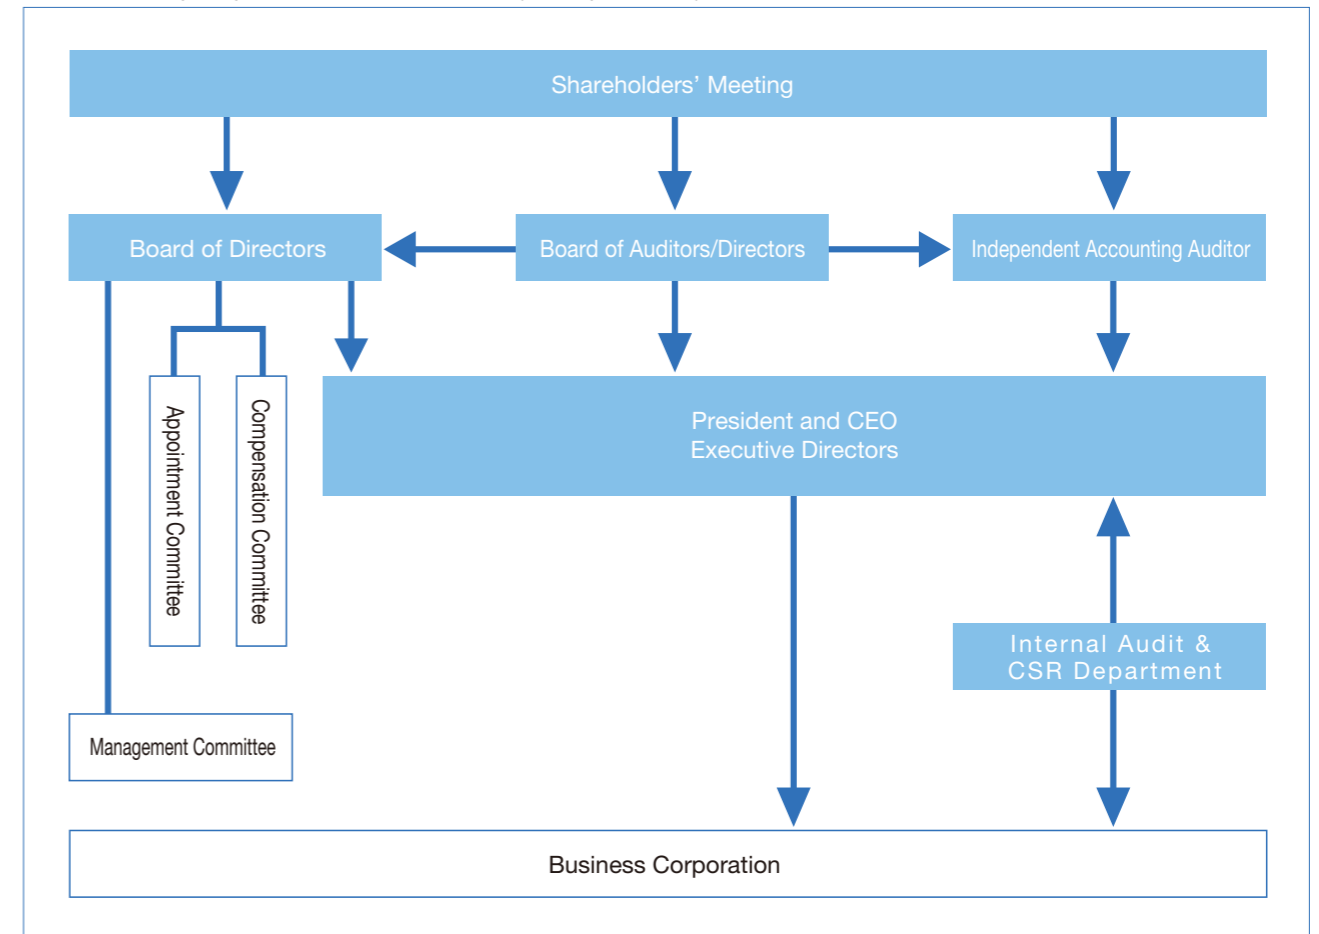 Shareholders’ Meeting
Board of Directors
Board of Auditors/Directors
Independent Accounting Auditor
Appointment Committee
Compensation Committee
President and CEO
Executive Directors
Internal Audit &
CSR Department
Management Committee
Business Corporation